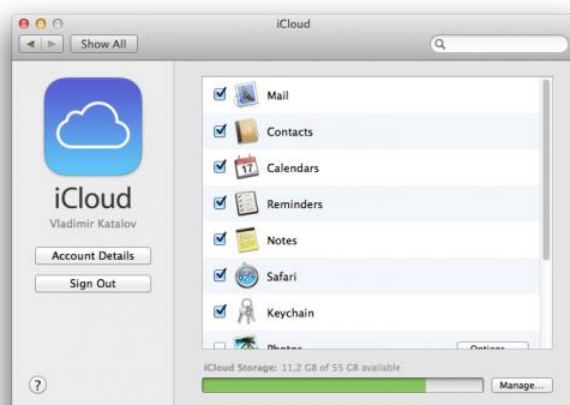 iCloud
Show All
Mail
Contacts
17
Calendars
iCloud
Reminders
Vladimir Katalov
Notes
Account Details
Safari
Sign Out
Keychain
Photos
Options...
iCloud Storage: 11,2 GB of 55 GB available
?
Manage...